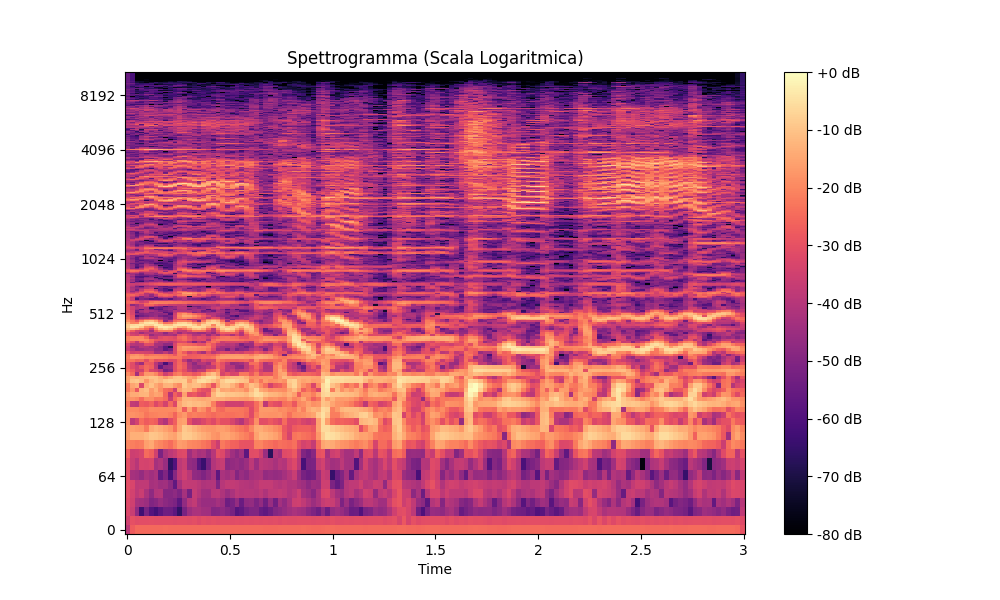 Spettrogramma (Scala Logaritmica)
Hz
8192
4096
2048
1024
512
256
128
64
0
0 0.5 1 1.5 2 2.5 3
Time
+0 dB
-10 dB
-20 dB
-30 dB
-40 dB
-50 dB
-60 dB
-70 dB
-80 dB